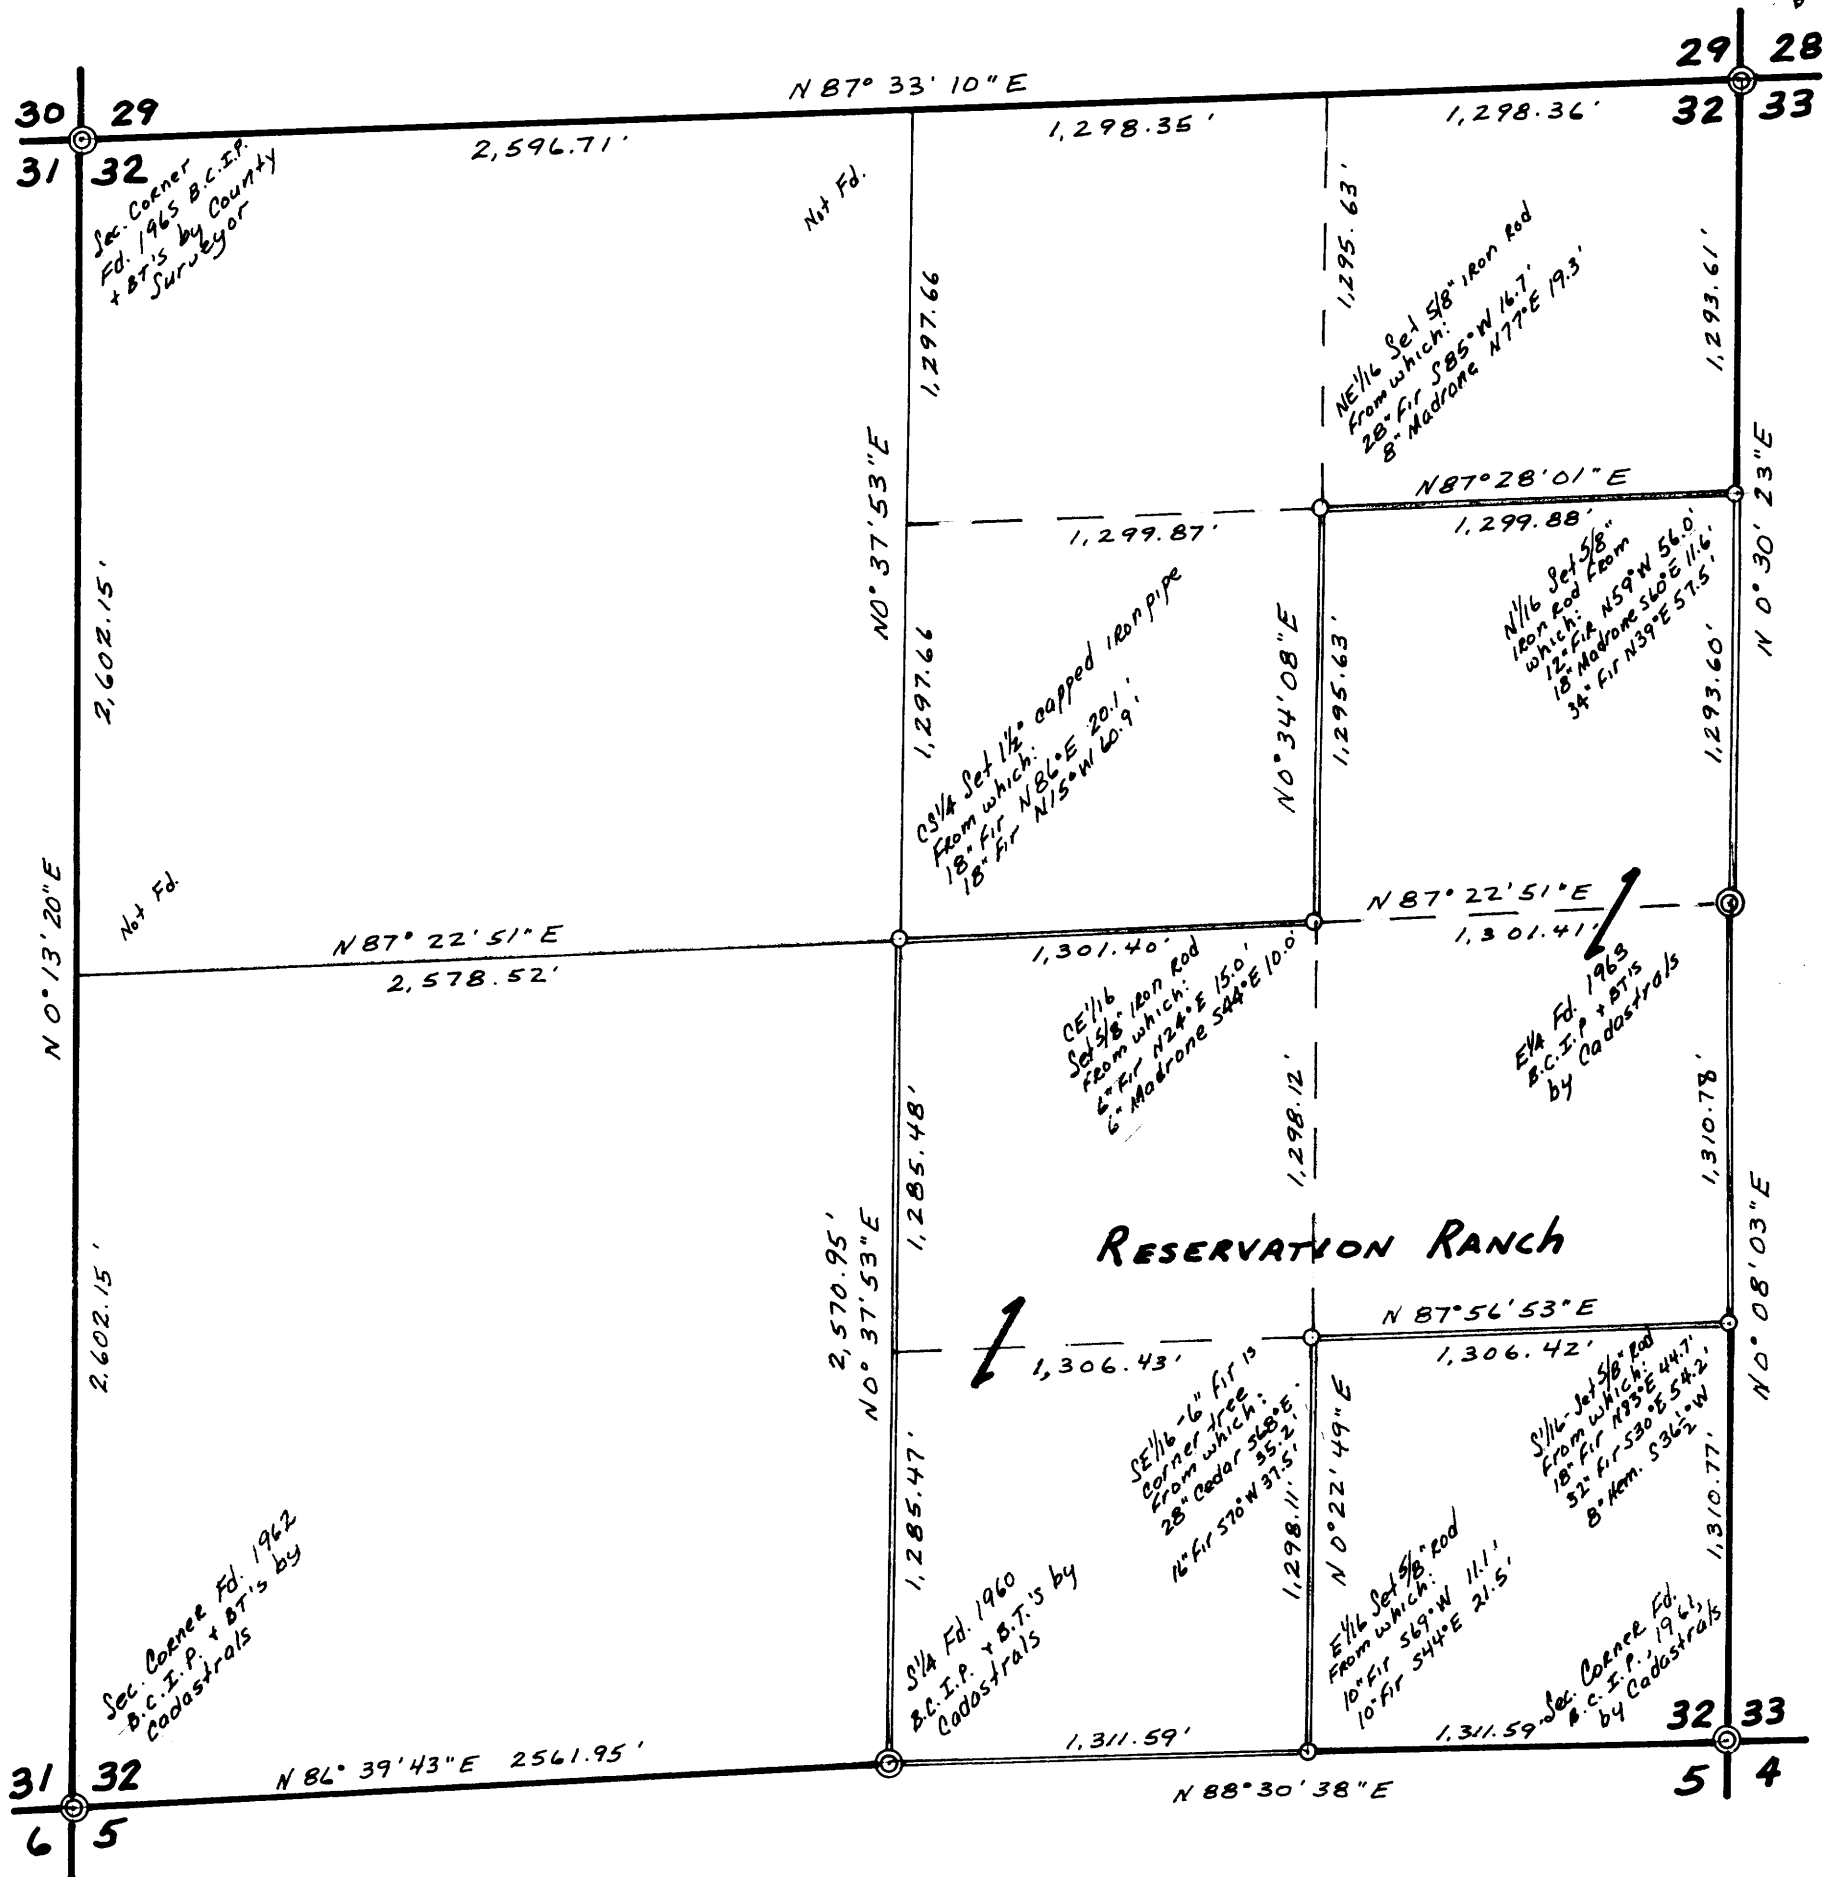 29 28
N 87° 33' 10" E
30 29
32 33
2,596.71'
1,298.35'
1,298.36'
31 32
Sec. Corner
Fd. 1965 B.C.I.P.
+ BT's by County
Surveyor
Not Fd.
1,297.66
1,295.63'
1,293.61'
NE 1/16 Set 5/8" Iron Rod
From which:
28" Fir S85°W 16.7'
8" Madrone N77°E 19.3'
N0°37'53"E
N87°28'01"E
N 0°30'23"E
1,299.87'
1,299.88'
N 1/16 Set 5/8"
Iron Rod From
which:
12" Fir N59°W 56.0'
18" Madrone S60°E 11.6'
34" Fir N39°E 57.5'
2,602.15'
1,297.66
N0°34'08"E
1,295.63'
1,293.60'
1/4 Set 1 1/2" capped iron pipe
From which:
18" Fir N86°E 20.1'
18" Fir N15°W 60.9'
N 0°13'20"E
Not Fd.
N 87° 22' 51" E
2,578.52'
N 87° 22' 51" E
1,301.40'
1,301.41'
CE 1/16
Set 5/8" Iron Rod
From which:
6" Fir N24°E 15.0'
6" Madrone S44°E 10.0'
E 1/4 Fd. 1963
B.C.I.P. + BT's
by Cadastrals
1,285.48'
1,298.12'
1,310.78'
RESERVATION RANCH
2,570.95'
N0°37'53"E
N0°08'03"E
2,602.15'
N 87°56'53"E
1,306.43'
1,306.42'
SE 1/16 - 6" Fir is
Corner tree
From which:
28" Cedar S68°E
35.2'
16" Fir S70°W 37.5'
S 1/16 - Set 5/8" Rod
From which:
18" Fir N83°E 44.7'
32" Fir S30°E 54.2'
8" Hem. S36 1/2°W
1,285.47'
1,298.11'
N 0°22'49"E
1,310.77'
Sec. Corner Fd. 1962
B.C.I.P. + BT's by
Cadastrals
S 1/4 Fd. 1960
B.C.I.P. + B.T.'s by
Cadastrals
E 1/16 Set 5/8" Rod
From which:
10" Fir S69°W 11.1'
10" Fir S44°E 21.5'
Sec. Corner Fd.
B.C.I.P., 1961,
by Cadastrals
31 32
N 86° 39' 43" E 2561.95'
1,311.59'
1,311.59'
32 33
N 88° 30' 38" E
6 5
5 4